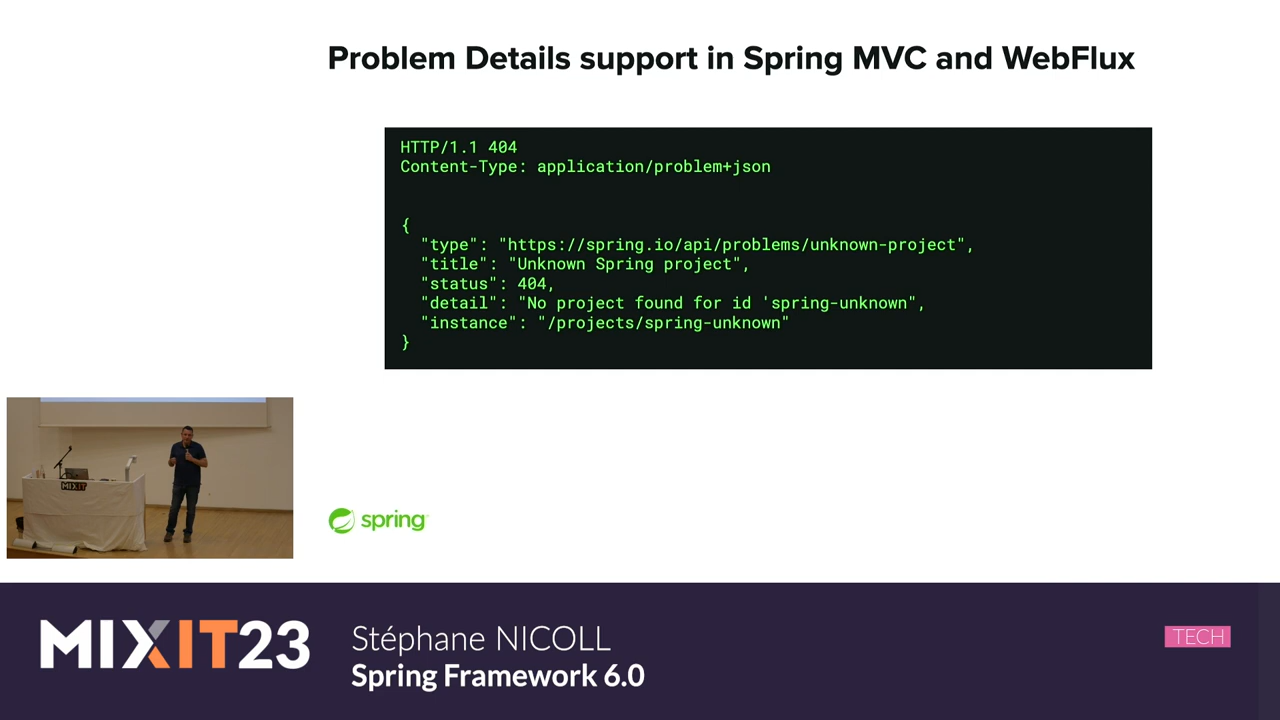 Problem Details support in Spring MVC and WebFlux
HTTP/1.1 404
Content-Type: application/problem+json
{
"type": "https://spring.io/api/problems/unknown-project",
"title": "Unknown Spring project",
"status": 404,
"detail": "No project found for id 'spring-unknown",
"instance": "/projects/spring-unknown"
}
MIXIT
spring
MIXIT23
Stéphane NICOLL
Spring Framework 6.0
TECH